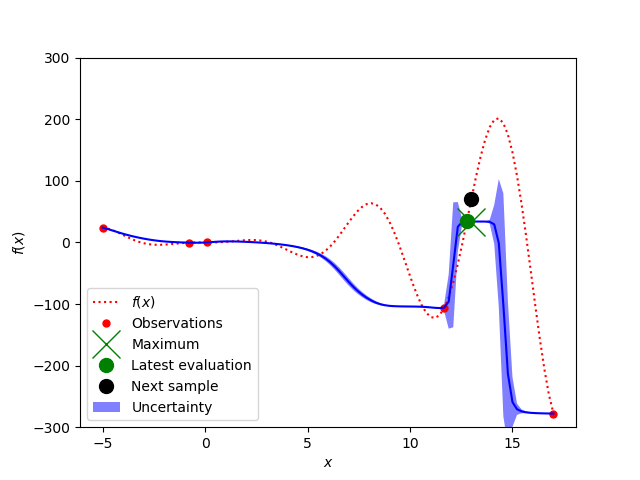 300
200
100
0
−100
−200
−300
f(x)
f(x)
Observations
Maximum
Latest evaluation
Next sample
Uncertainty
−5
0
5
10
15
x